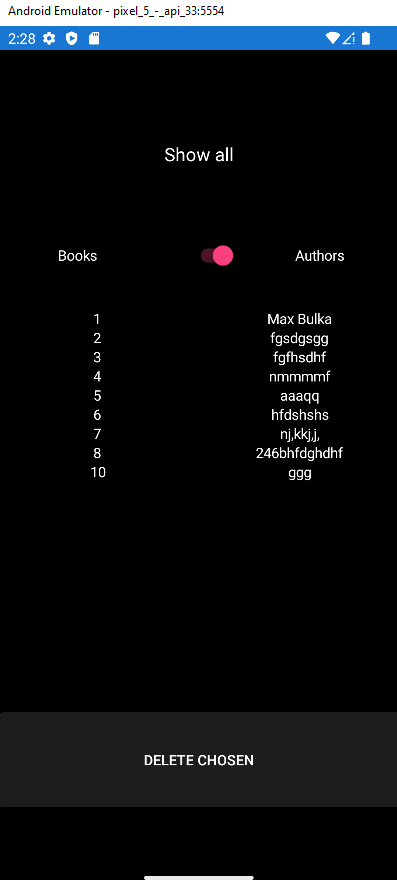 Android Emulator - pixel_5_-_api_33:5554
2:28
Show all
Books Authors
1 Max Bulka
2 fgsdgsgg
3 fgfhsdhf
4 nmmmmf
5 aaaqq
6 hfdshshs
7 nj,kkj,j,
8 246bhfdghdhf
10 ggg
DELETE CHOSEN